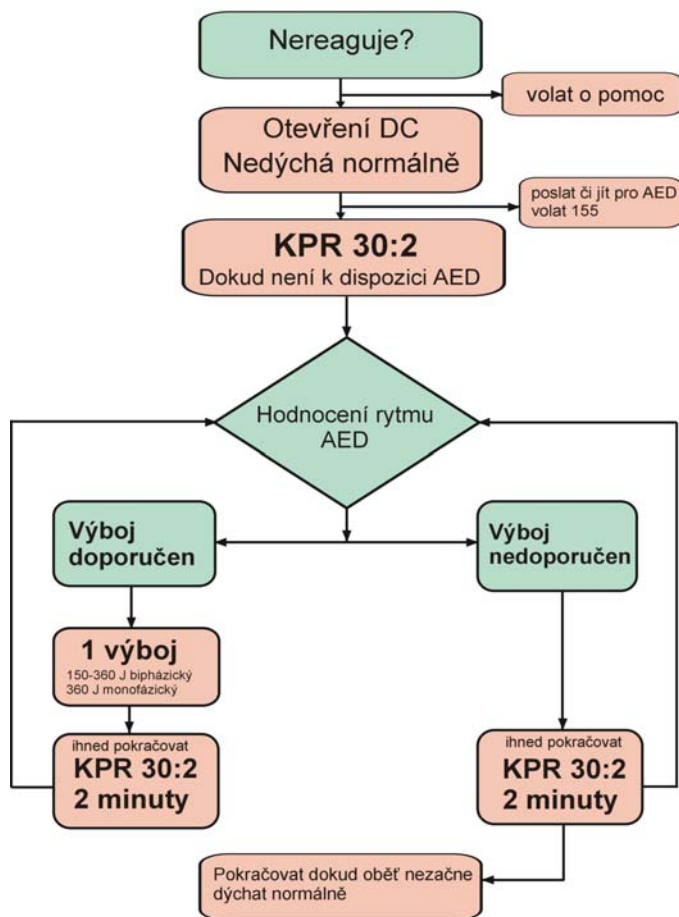 Nereaguje?
volat o pomoc
Otevření DC
Nedýchá normálně
poslat či jít pro AED
volat 155
KPR 30:2
Dokud není k dispozici AED
Hodnocení rytmu
AED
Výboj
doporučen
Výboj
nedoporučen
1 výboj
150-360 J bipházický
360 J monofázický
ihned pokračovat
KPR 30:2
2 minuty
ihned pokračovat
KPR 30:2
2 minuty
Pokračovat dokud oběť nezačne
dýchat normálně